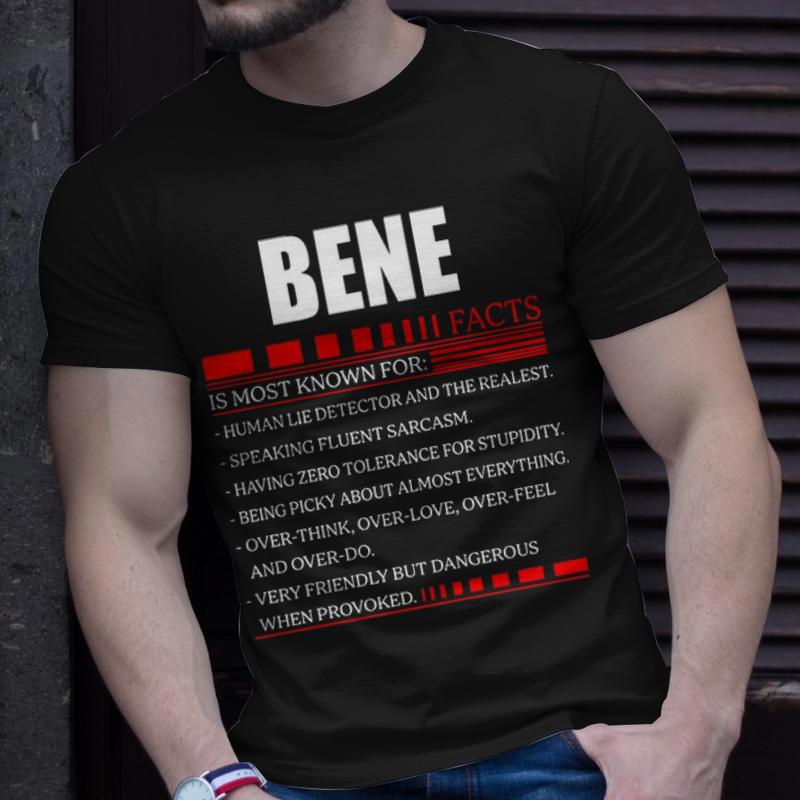 BENE
FACTS
IS MOST KNOWN FOR:
- HUMAN LIE DETECTOR AND THE REALEST.
- SPEAKING FLUENT SARCASM.
- HAVING ZERO TOLERANCE FOR STUPIDITY.
- BEING PICKY ABOUT ALMOST EVERYTHING.
- OVER-THINK, OVER-LOVE, OVER-FEEL
AND OVER-DO.
- VERY FRIENDLY BUT DANGEROUS
WHEN PROVOKED.